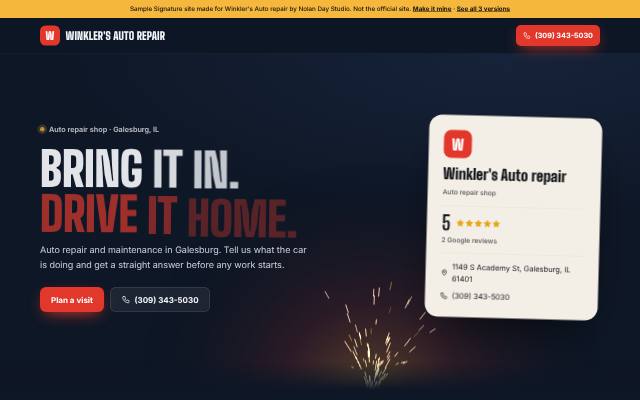 Sample Signature site made for Winkler's Auto repair by Nolan Day Studio. Not the official site. Make it mine · See all 3 versions
W WINKLER'S AUTO REPAIR
(309) 343-5030
Auto repair shop · Galesburg, IL
BRING IT IN.
DRIVE IT HOME.
Auto repair and maintenance in Galesburg. Tell us what the car
is doing and get a straight answer before any work starts.
Plan a visit
(309) 343-5030
W
Winkler's Auto repair
Auto repair shop
5 ★★★★★
2 Google reviews
1149 S Academy St, Galesburg, IL
61401
(309) 343-5030